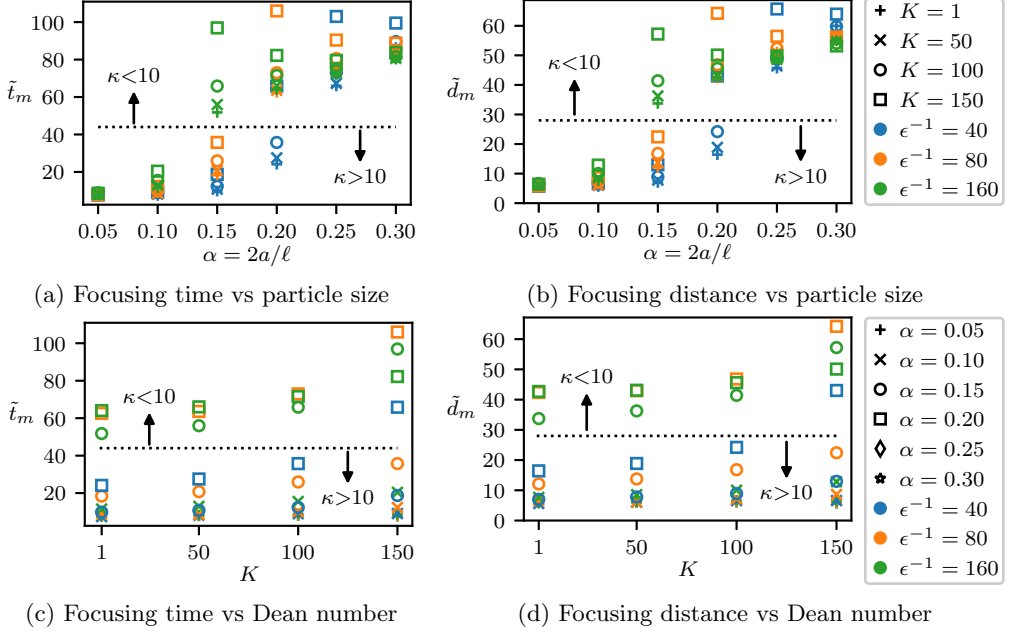 100
80
60
40
20
t̃ₘ
κ<10
κ>10
0.05 0.10 0.15 0.20 0.25 0.30
α = 2a/ℓ
(a) Focusing time vs particle size
60
50
40
30
20
10
0
d̃ₘ
κ<10
κ>10
0.05 0.10 0.15 0.20 0.25 0.30
α = 2a/ℓ
(b) Focusing distance vs particle size
K = 1
K = 50
K = 100
K = 150
ϵ⁻¹ = 40
ϵ⁻¹ = 80
ϵ⁻¹ = 160
100
80
60
40
20
t̃ₘ
κ<10
κ>10
1 50 100 150
K
(c) Focusing time vs Dean number
60
50
40
30
20
10
0
d̃ₘ
κ<10
κ>10
1 50 100 150
K
(d) Focusing distance vs Dean number
α = 0.05
α = 0.10
α = 0.15
α = 0.20
α = 0.25
α = 0.30
ϵ⁻¹ = 40
ϵ⁻¹ = 80
ϵ⁻¹ = 160